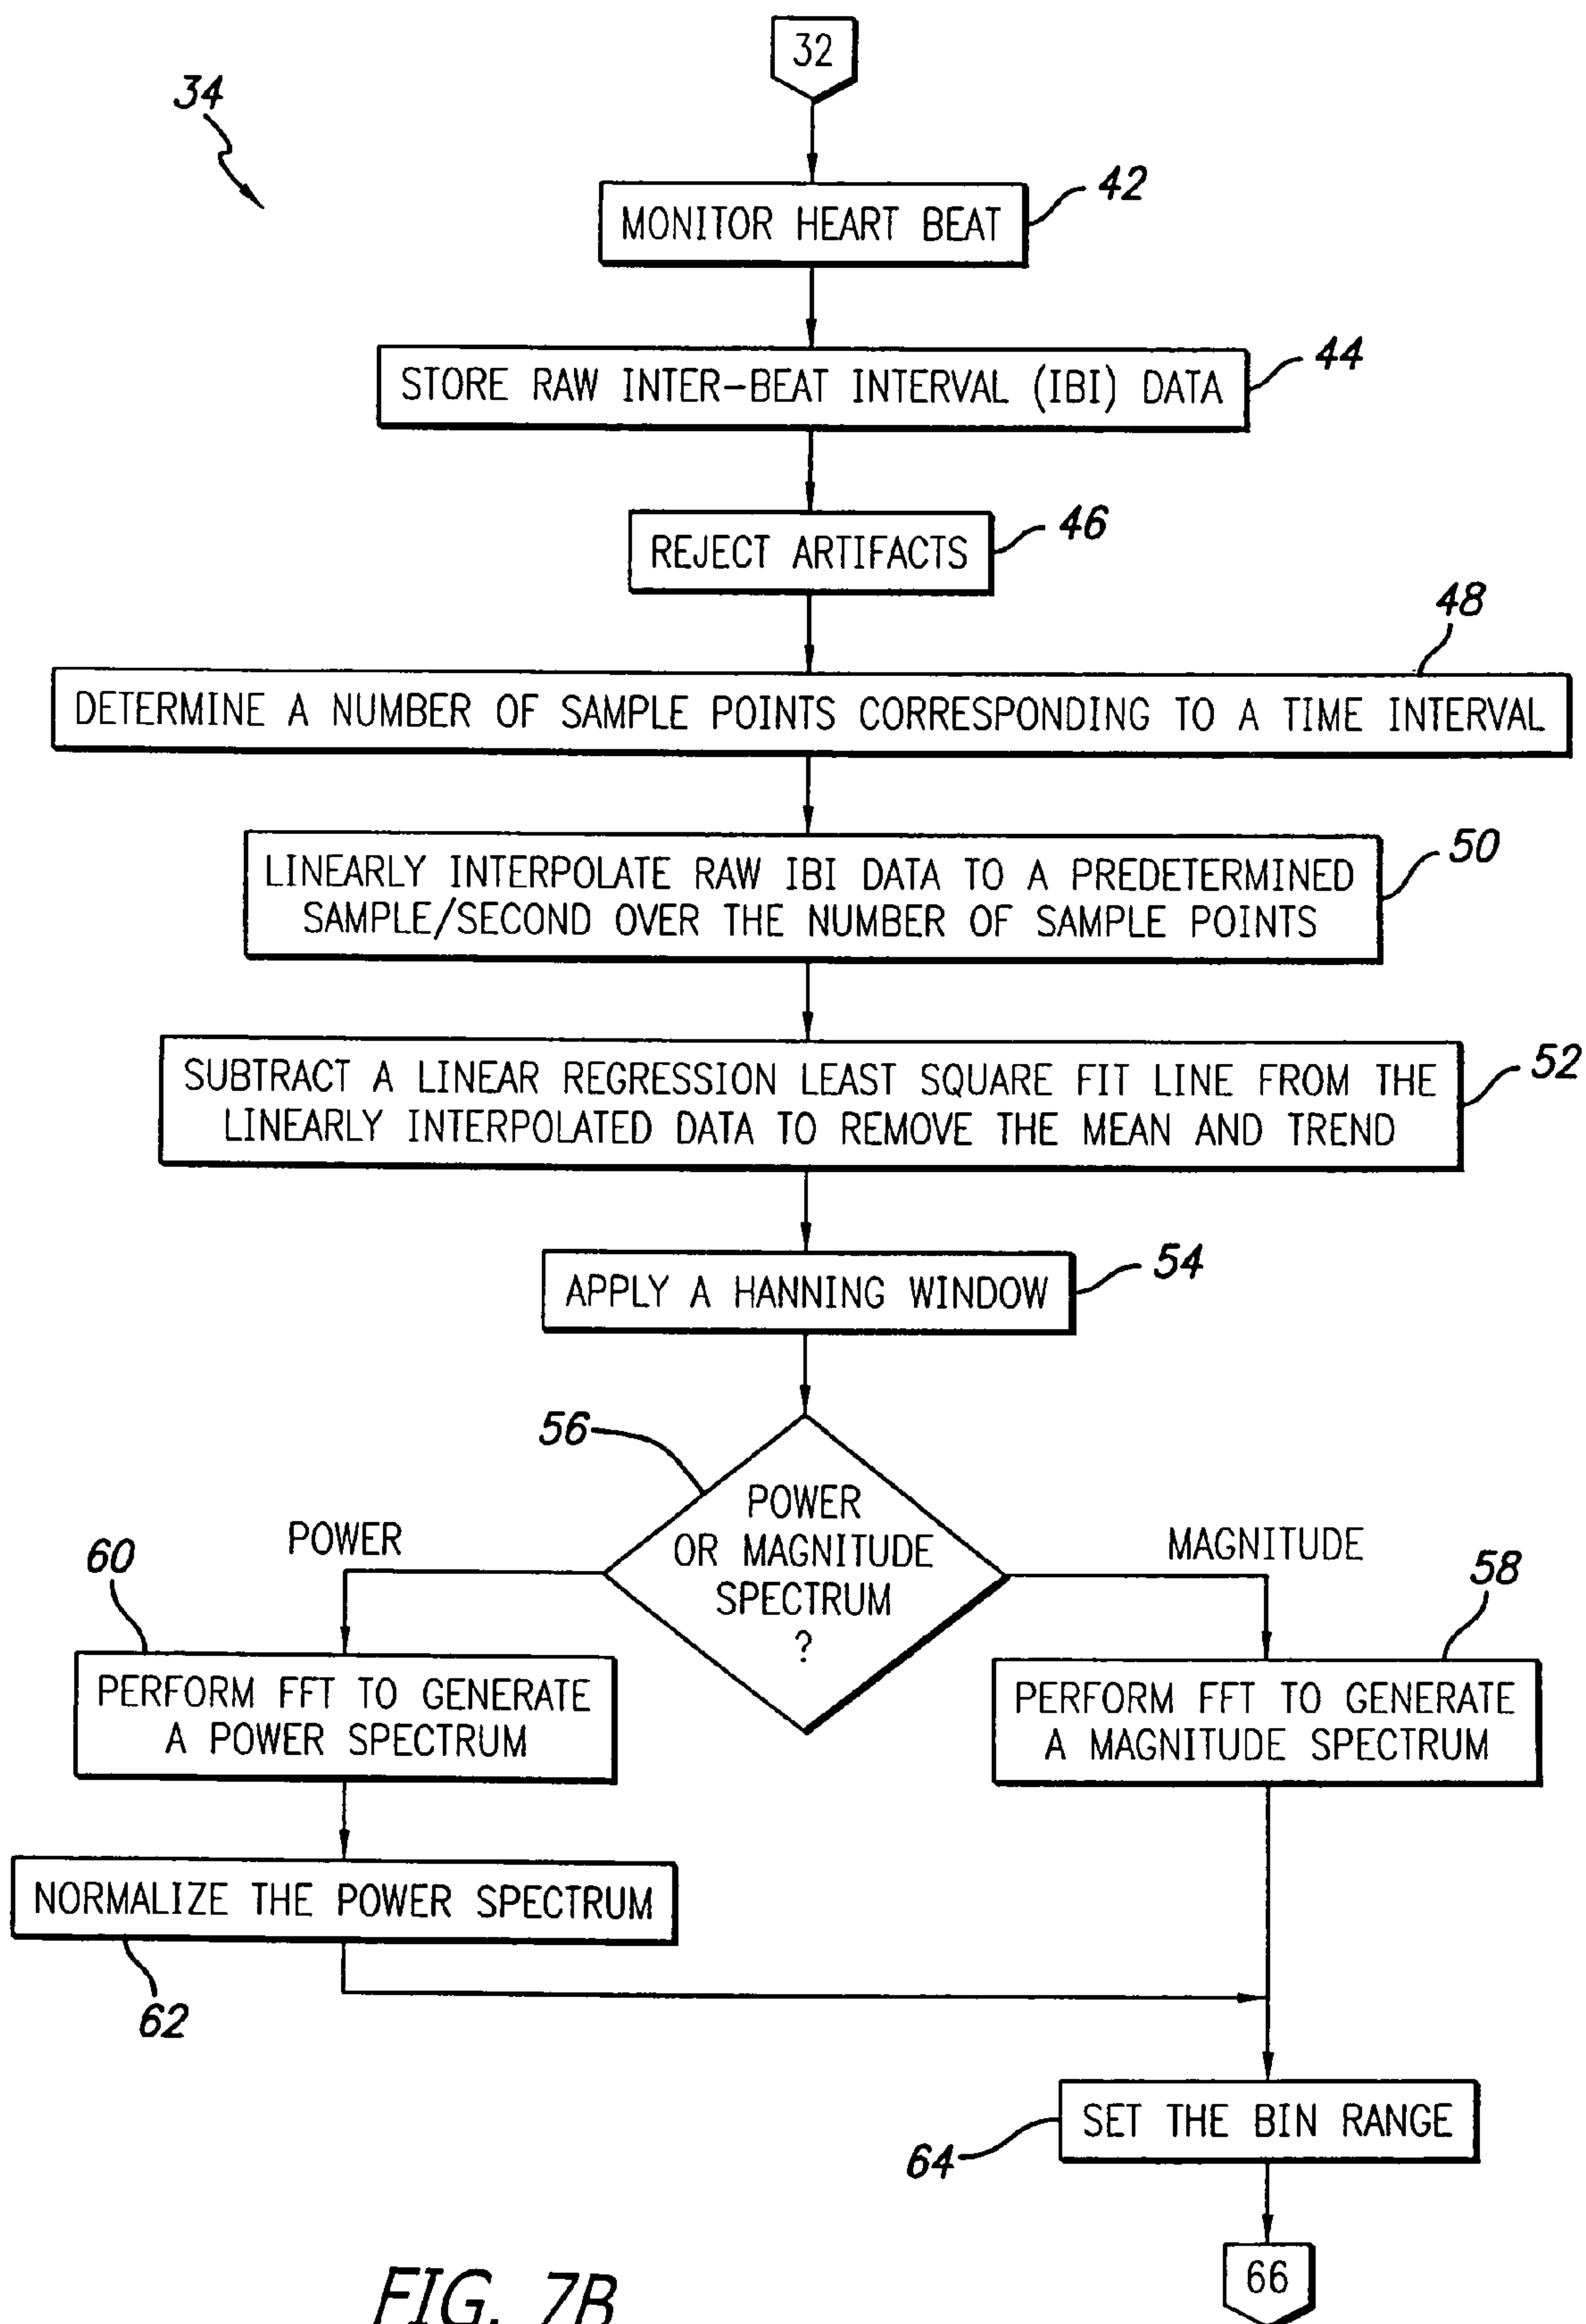 32
34
MONITOR HEART BEAT
42
STORE RAW INTER-BEAT INTERVAL (IBI) DATA
44
REJECT ARTIFACTS
46
48
DETERMINE A NUMBER OF SAMPLE POINTS CORRESPONDING TO A TIME INTERVAL
LINEARLY INTERPOLATE RAW IBI DATA TO A PREDETERMINED
SAMPLE/SECOND OVER THE NUMBER OF SAMPLE POINTS
50
SUBTRACT A LINEAR REGRESSION LEAST SQUARE FIT LINE FROM THE
LINEARLY INTERPOLATED DATA TO REMOVE THE MEAN AND TREND
52
APPLY A HANNING WINDOW
54
56
POWER
OR MAGNITUDE
SPECTRUM
?
POWER
MAGNITUDE
60
58
PERFORM FFT TO GENERATE
A POWER SPECTRUM
PERFORM FFT TO GENERATE
A MAGNITUDE SPECTRUM
NORMALIZE THE POWER SPECTRUM
62
SET THE BIN RANGE
64
66
FIG. 7B